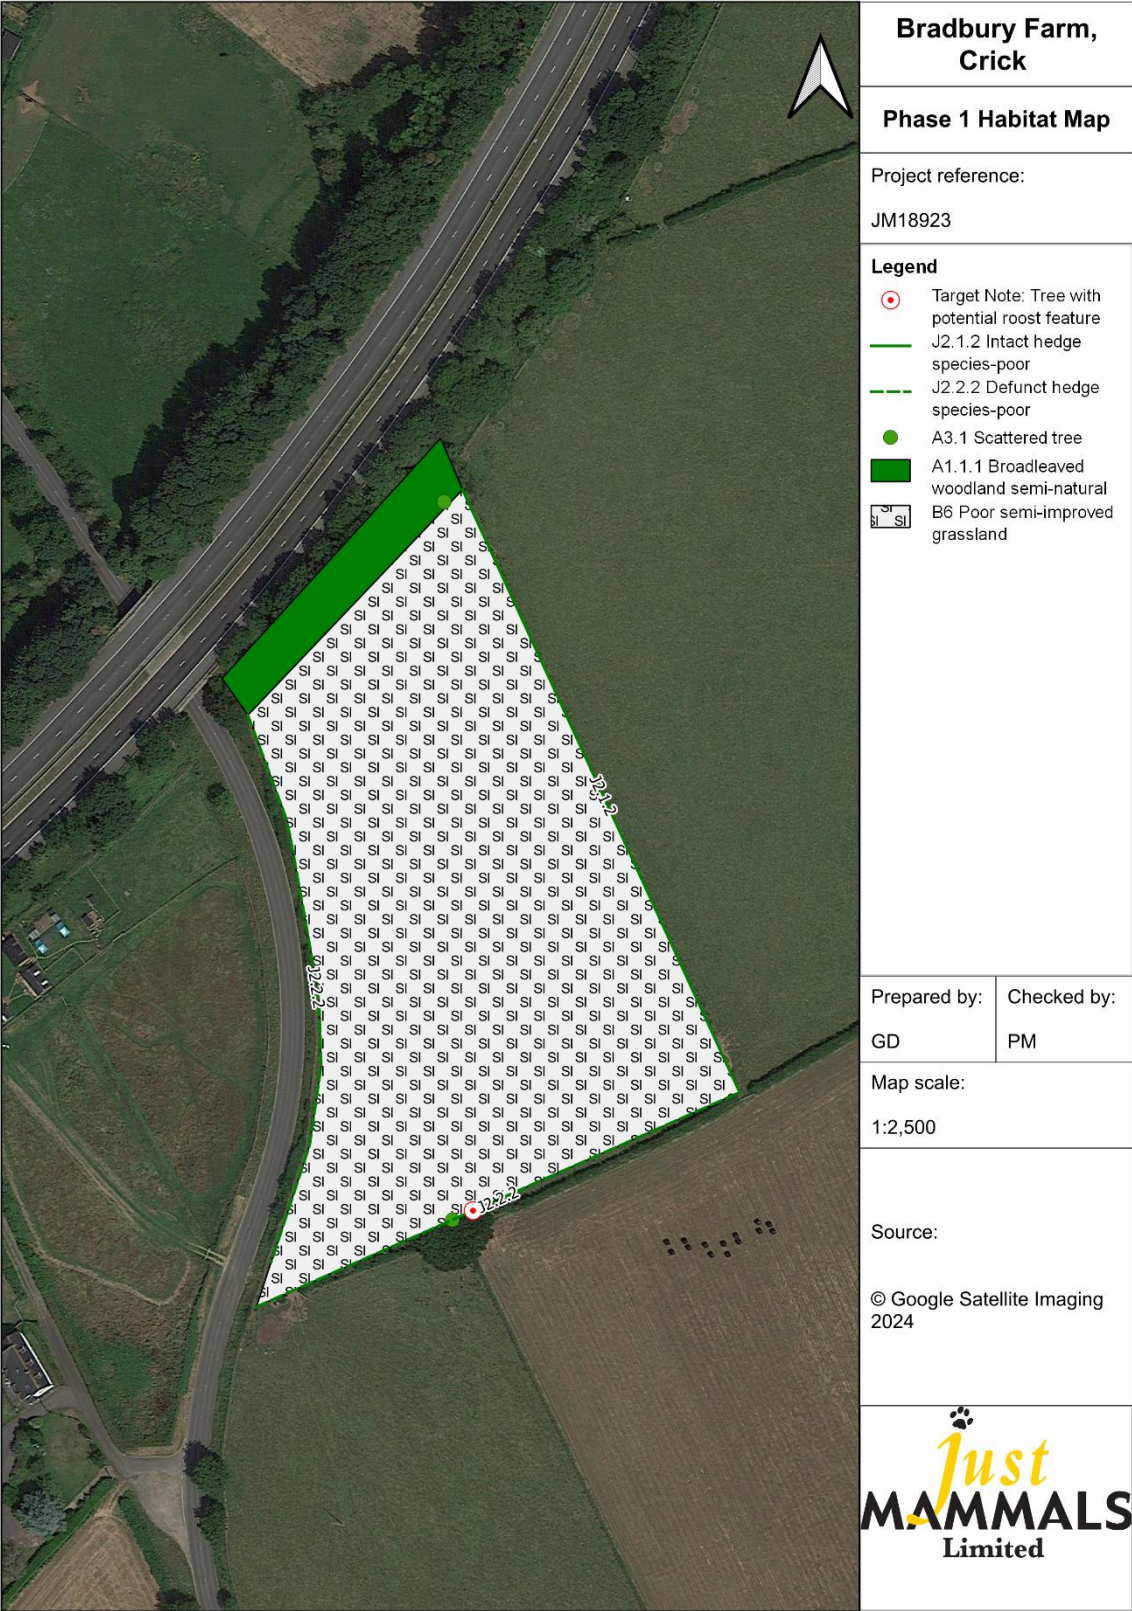 Bradbury Farm,
Crick
Phase 1 Habitat Map
Project reference:
JM18923
Legend
Target Note: Tree with
potential roost feature
J2.1.2 Intact hedge
species-poor
J2.2.2 Defunct hedge
species-poor
A3.1 Scattered tree
A1.1.1 Broadleaved
woodland semi-natural
SI
SI SI
B6 Poor semi-improved
grassland
J2.1.2
J2.2.2
J2.2.2
Prepared by:
GD
Checked by:
PM
Map scale:
1:2,500
Source:
© Google Satellite Imaging
2024
Just
MAMMALS
Limited